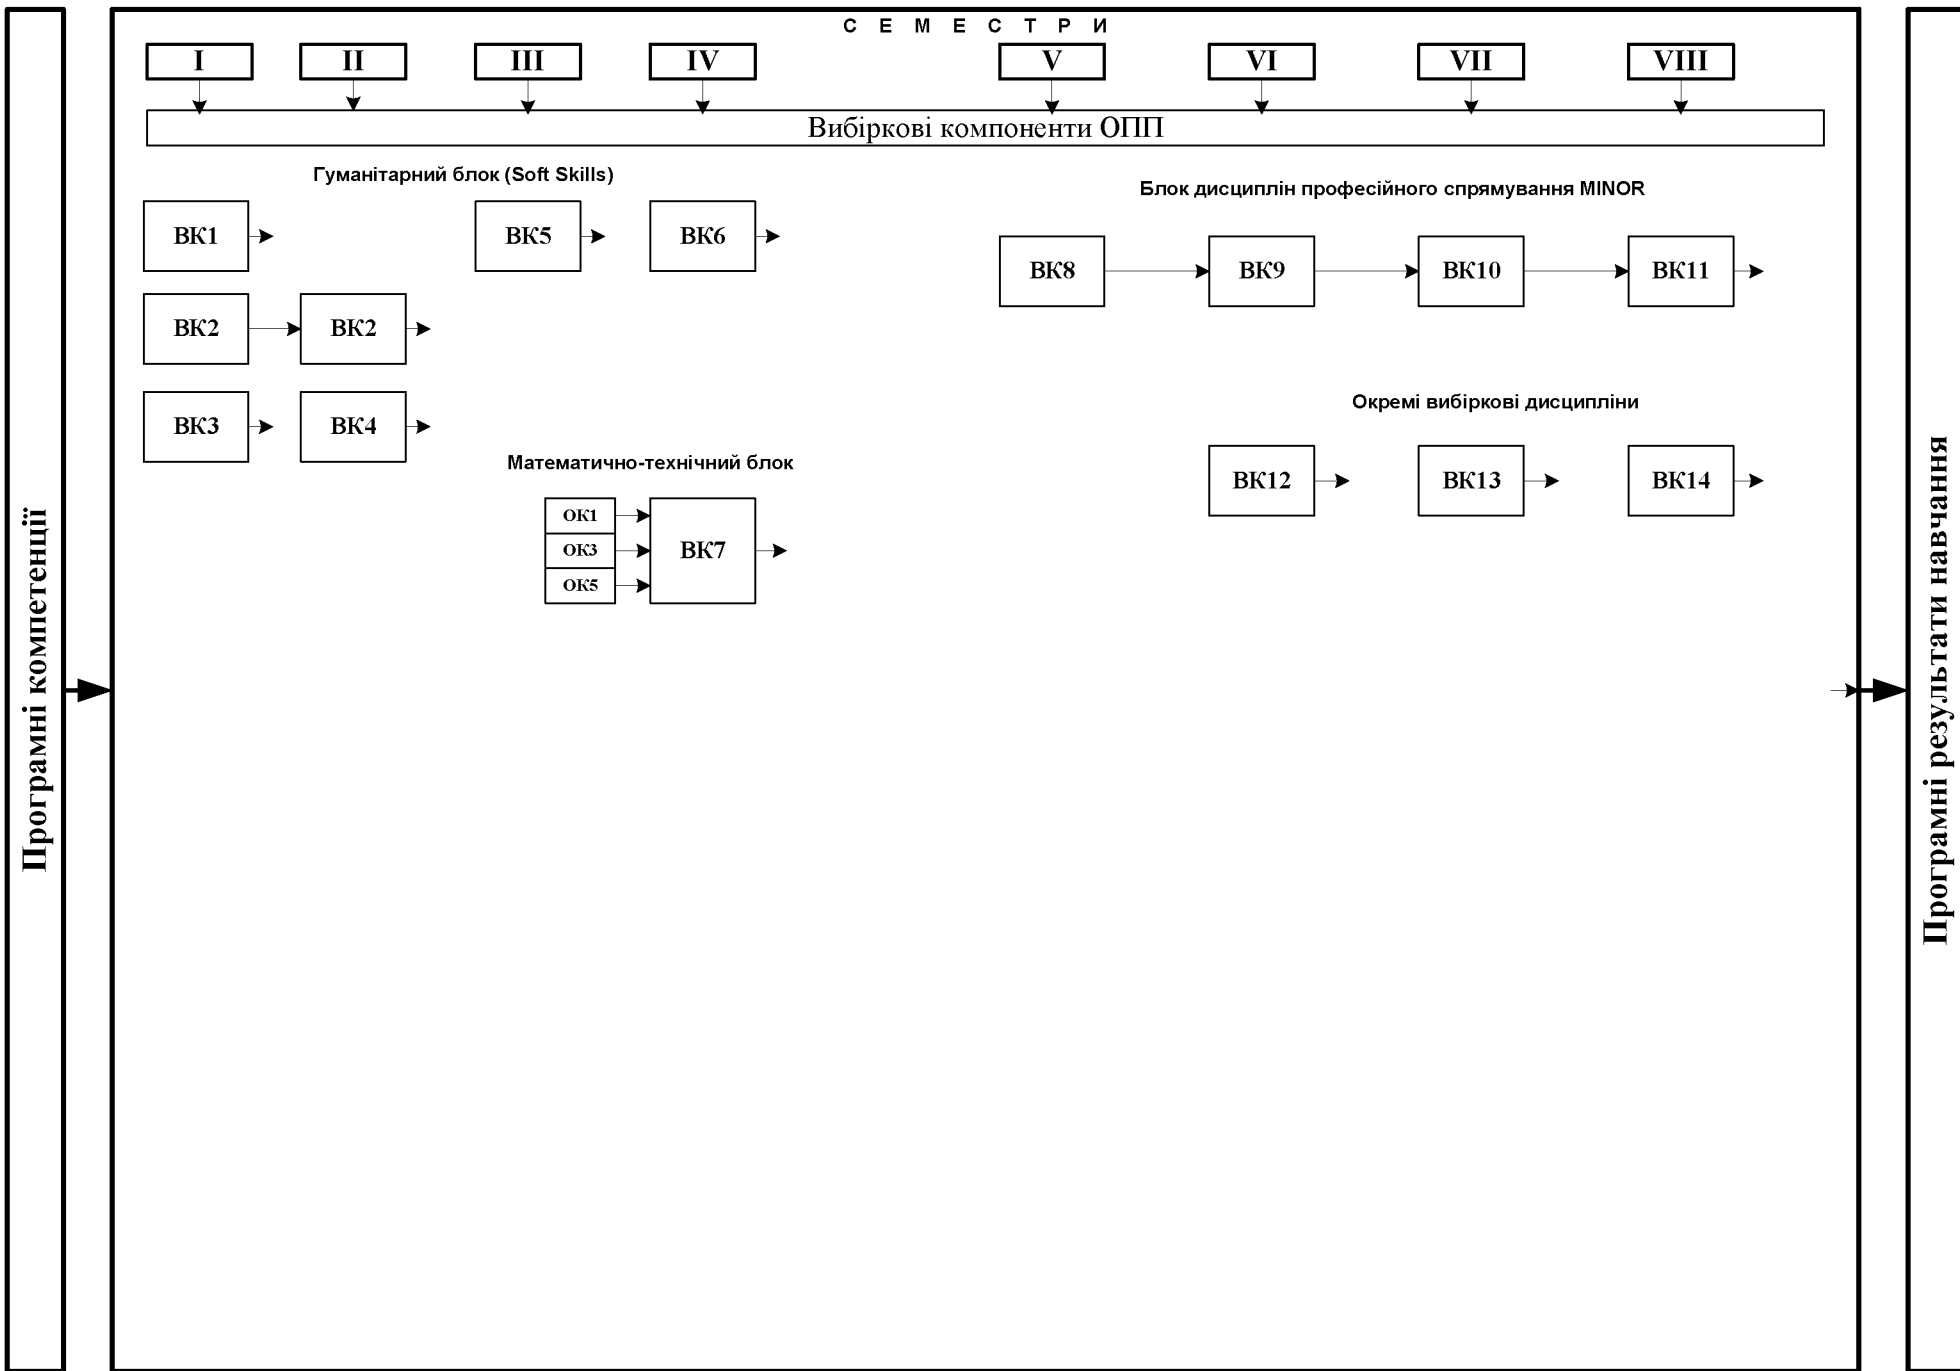 С Е М Е С Т Р И
I II III IV V VI VII VIII
Вибіркові компоненти ОПП
Гуманітарний блок (Soft Skills)
Блок дисциплін професійного спрямування MINOR
ВК1 ВК5 ВК6
ВК8 ВК9 ВК10 ВК11
ВК2 ВК2
Окремі вибіркові дисципліни
ВК3 ВК4
Математично-технічний блок
ВК12 ВК13 ВК14
ОК1
ОК3 ВК7
ОК5
Програмні компетенції
Програмні результати навчання